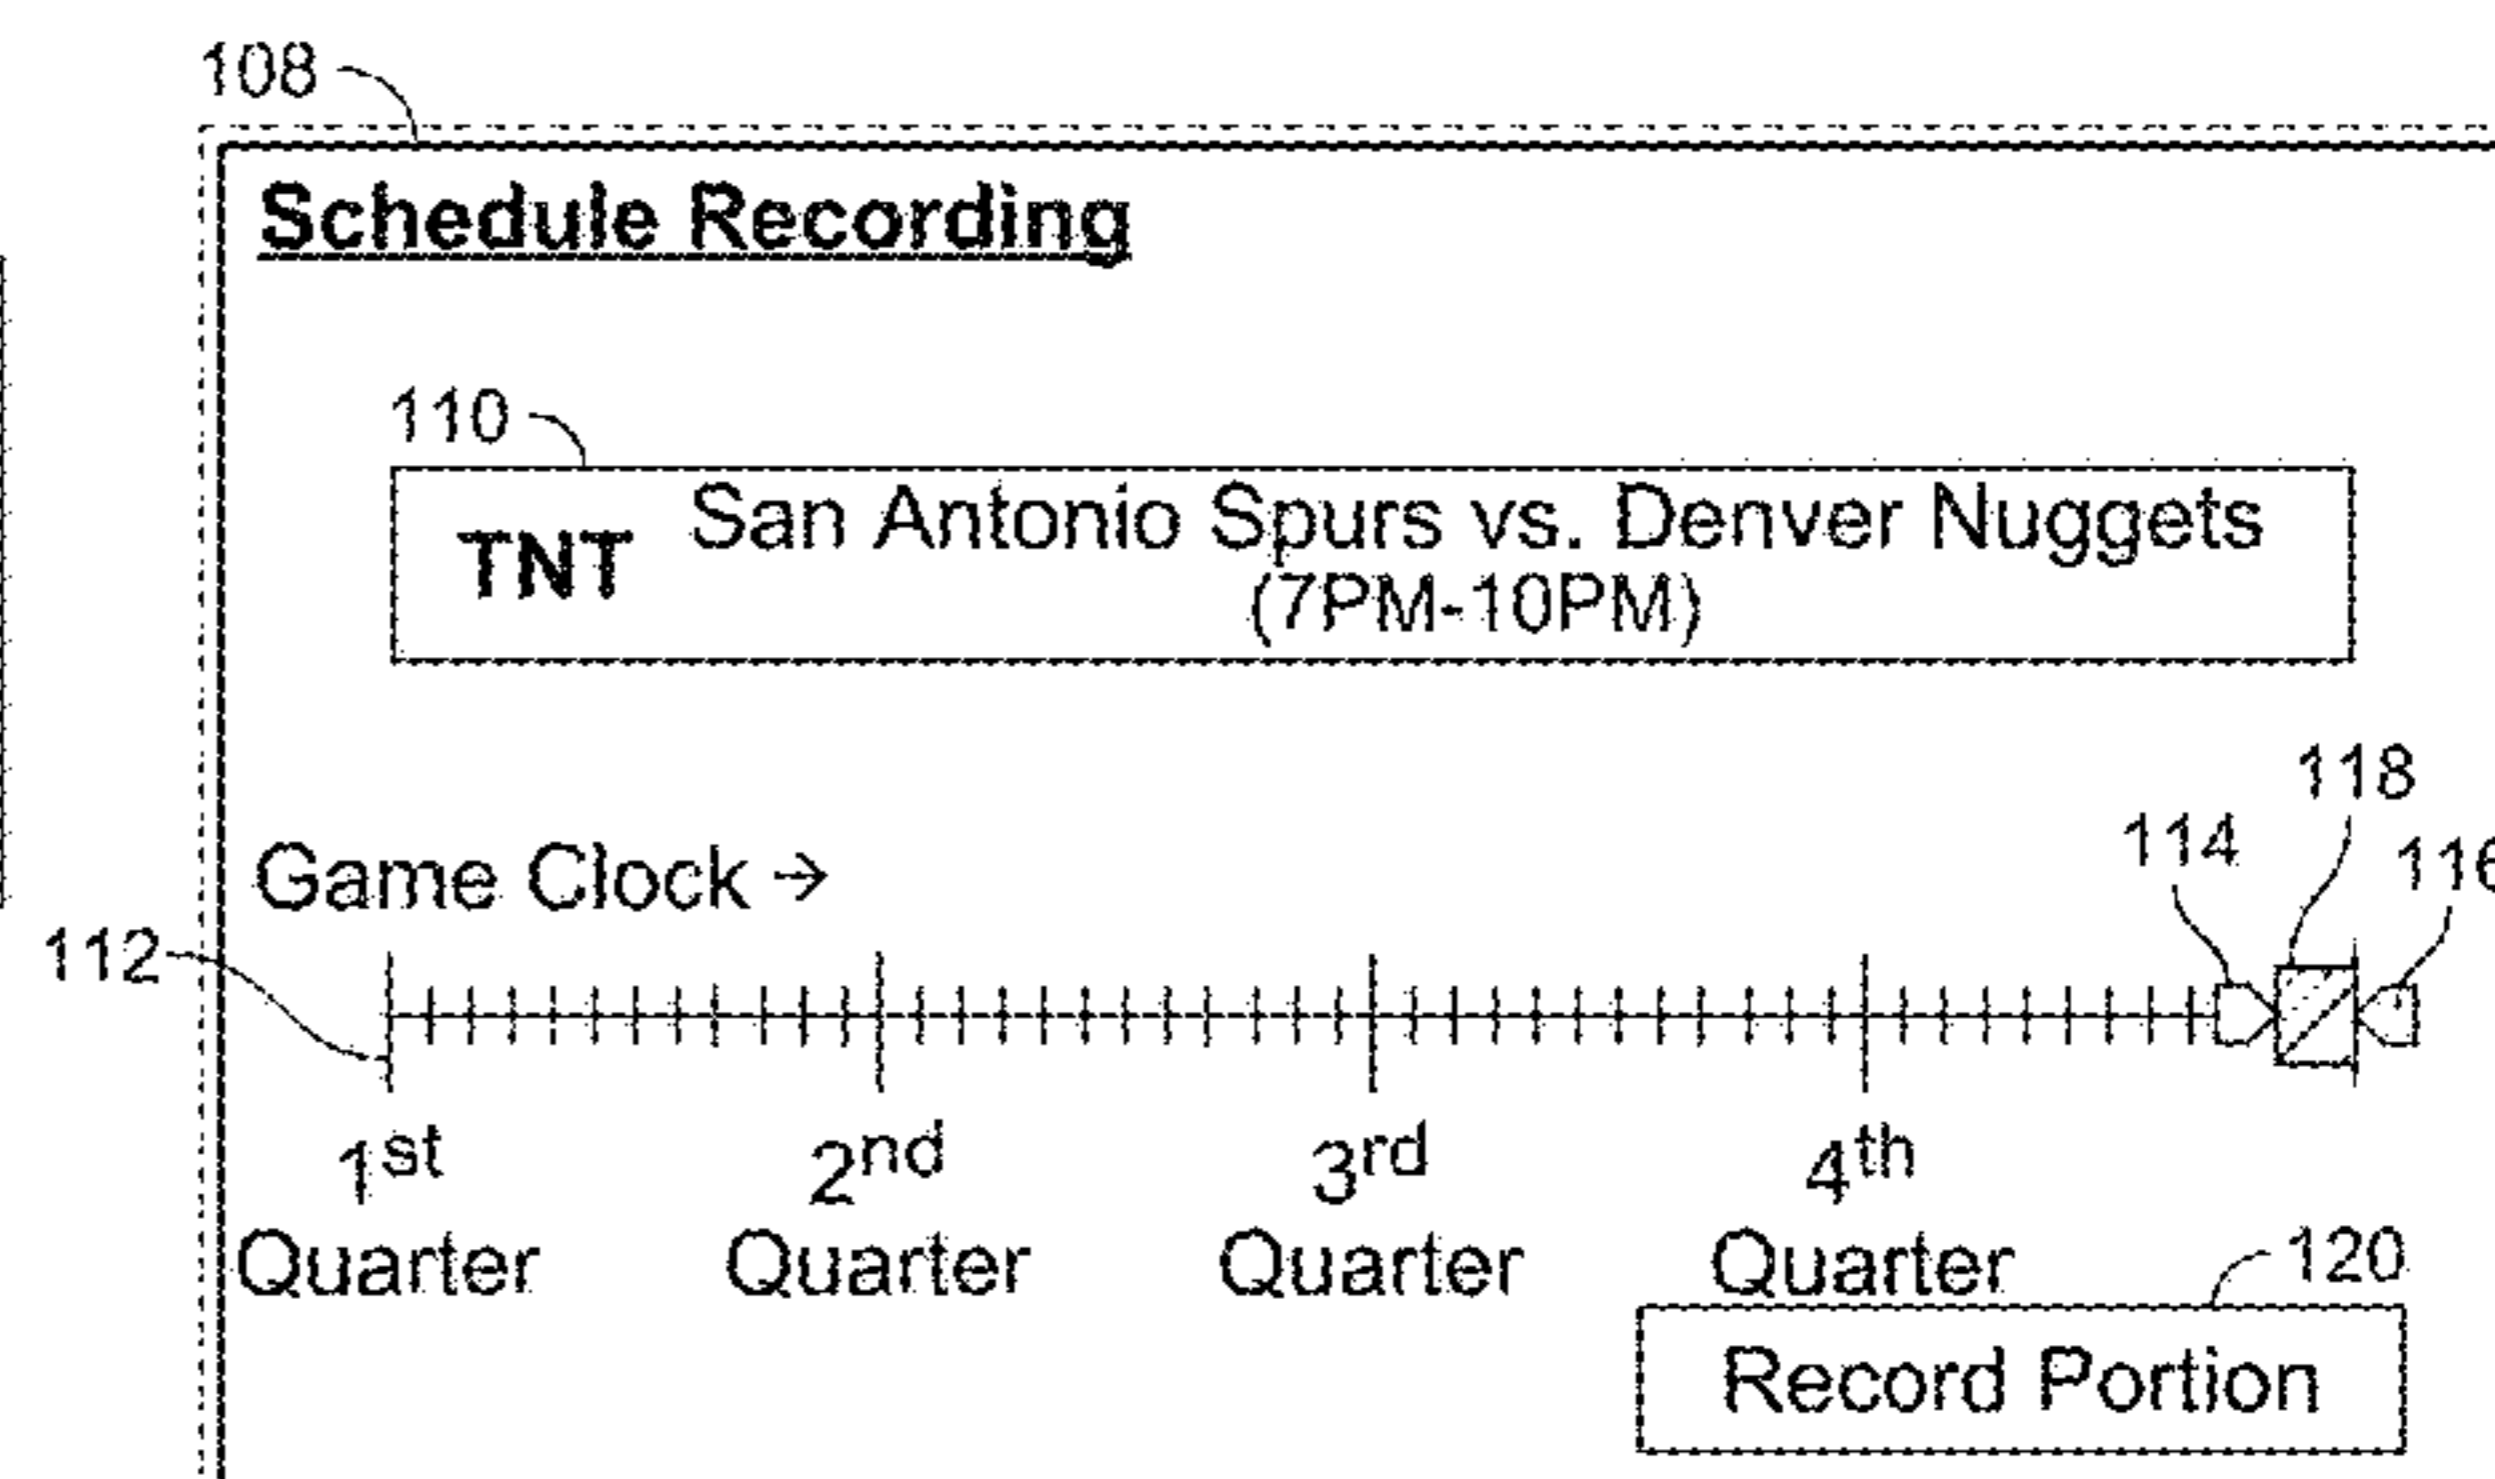 108
Schedule Recording
110
TNT San Antonio Spurs vs. Denver Nuggets
(7PM-10PM)
118
114
116
Game Clock →
112
1st Quarter
2nd Quarter
3rd Quarter
4th Quarter
120
Record Portion